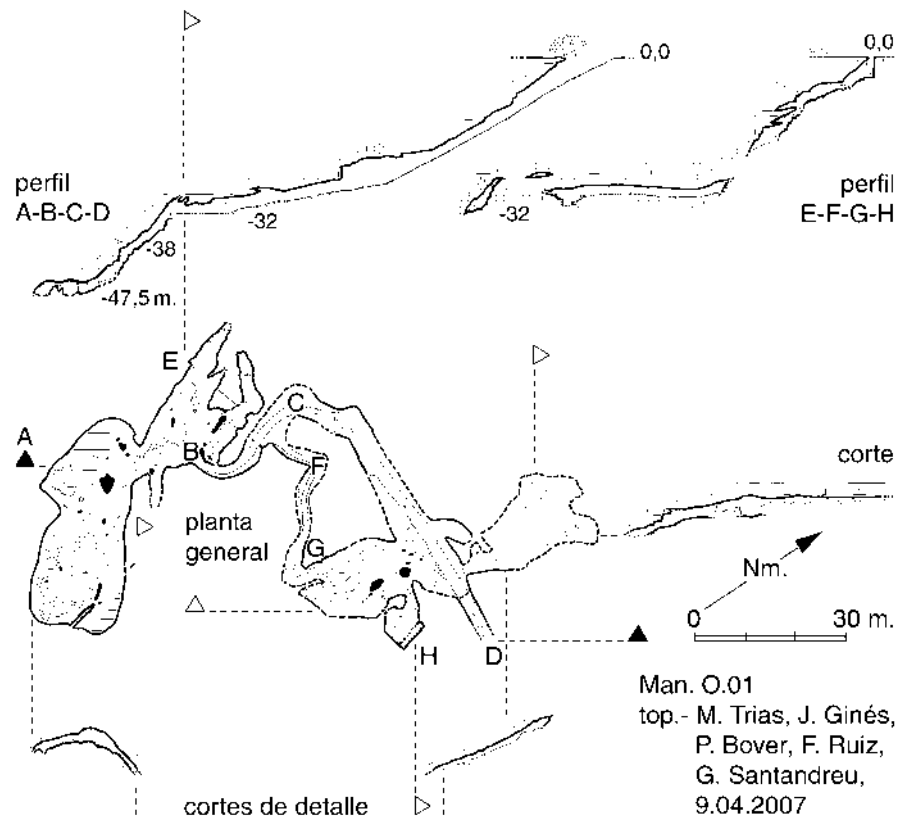 0,0
0,0
perfil
A-B-C-D
-32
-38
-47,5 m.
-32
perfil
E-F-G-H
E
A
B
C
F
planta
general
G
H
D
corte
Nm.
0 30 m.
Man. O.01
top.- M. Trias, J. Ginés,
P. Bover, F. Ruiz,
G. Santandreu,
9.04.2007
cortes de detalle